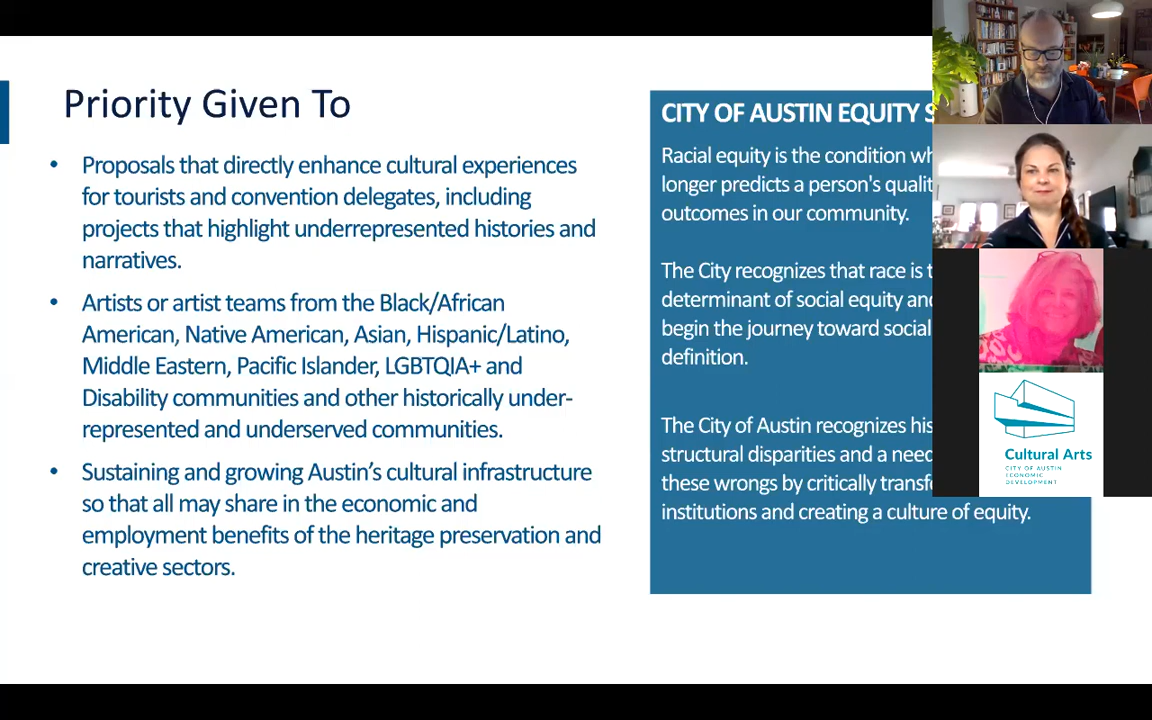 Priority Given To
• Proposals that directly enhance cultural experiences
for tourists and convention delegates, including
projects that highlight underrepresented histories and
narratives.
• Artists or artist teams from the Black/African
American, Native American, Asian, Hispanic/Latino,
Middle Eastern, Pacific Islander, LGBTQIA+ and
Disability communities and other historically under-
represented and underserved communities.
• Sustaining and growing Austin’s cultural infrastructure
so that all may share in the economic and
employment benefits of the heritage preservation and
creative sectors.
CITY OF AUSTIN EQUITY
Racial equity is the condition
longer predicts a person's
outcomes in our community.
The City recognizes that race is
determinant of social equity
begin the journey toward social
definition.
The City of Austin recognizes
structural disparities and a
these wrongs by critically
institutions and creating a culture of equity.
Cultural Arts
CITY OF AUSTIN
ECONOMIC
DEVELOPMENT